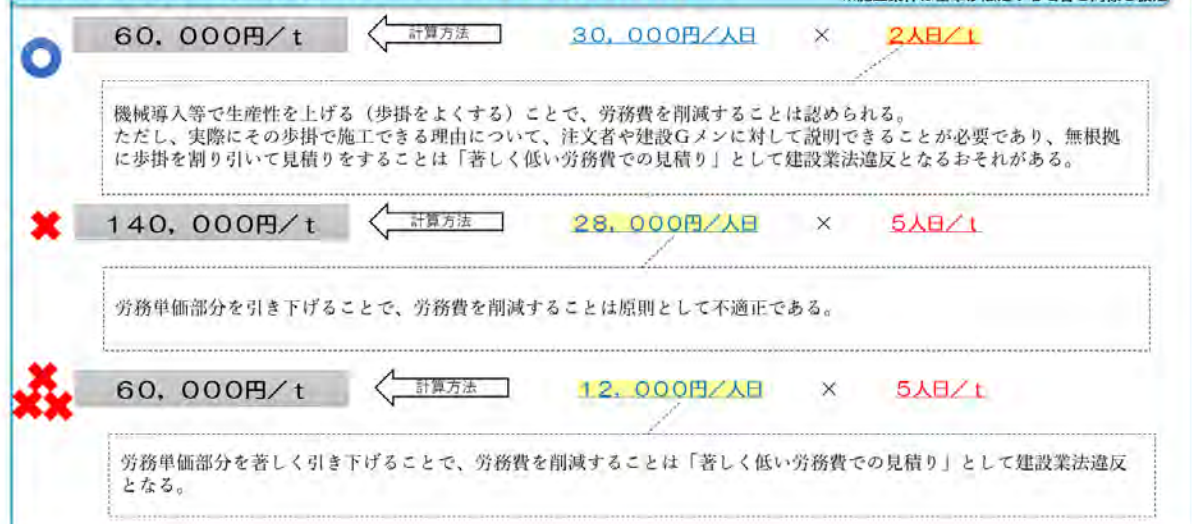 60，000円／t
計算方法
30，000円／人日
×
2人日／t
機械導入等で生産性を上げる（歩掛をよくする）ことで、労務費を削減することは認められる。
ただし、実際にその歩掛で施工できる理由について、注文者や建設Gメンに対して説明できることが必要であり、無根拠
に歩掛を割り引いて見積りをすることは「著しく低い労務費での見積り」として建設業法違反となるおそれがある。
140，000円／t
計算方法
28，000円／人日
×
5人日／t
労務単価部分を引き下げることで、労務費を削減することは原則として不適正である。
60，000円／t
計算方法
12，000円／人日
×
5人日／t
労務単価部分を著しく引き下げることで、労務費を削減することは「著しく低い労務費での見積り」として建設業法違反
となる。